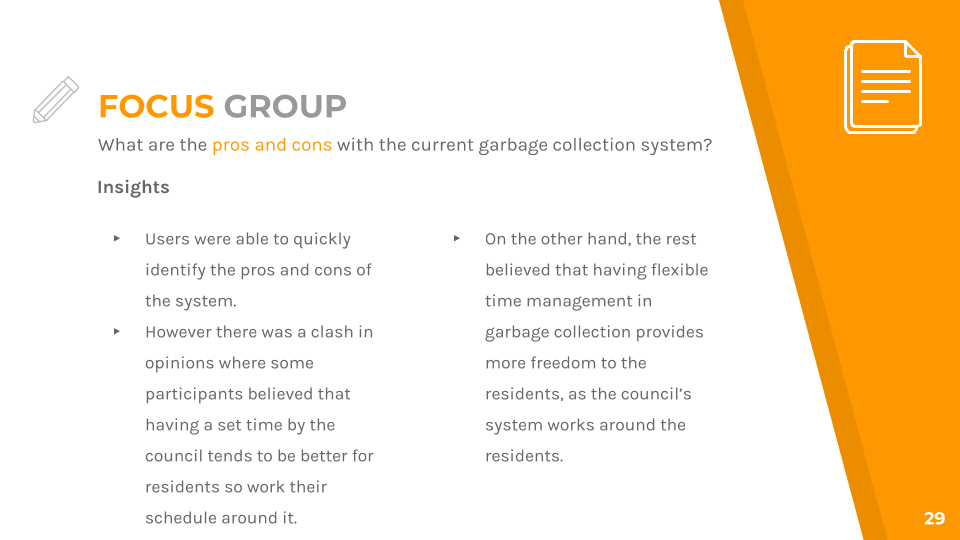 FOCUS GROUP
What are the pros and cons with the current garbage collection system?
Insights
‣ Users were able to quickly
identify the pros and cons of
the system.
‣ However there was a clash in
opinions where some
participants believed that
having a set time by the
council tends to be better for
residents so work their
schedule around it.
‣ On the other hand, the rest
believed that having flexible
time management in
garbage collection provides
more freedom to the
residents, as the council’s
system works around the
residents.
29